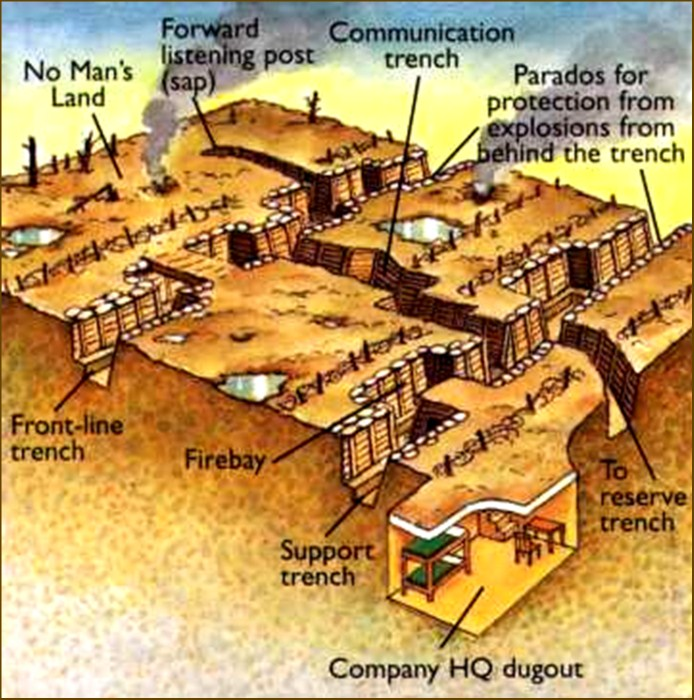 Forward
listening post
(sap)
Communication
trench
No Man's
Land
Parados for
protection from
explosions from
behind the trench
Front-line
trench
Firebay
Support
trench
To
reserve
trench
Company HQ dugout